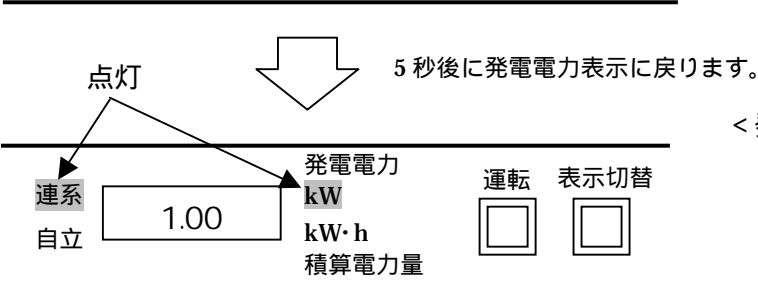 5 秒後に発電電力表示に戻ります。
点灯
<
発電電力
運転 表示切替
連系 kW
1.00
自立 kW·h
積算電力量